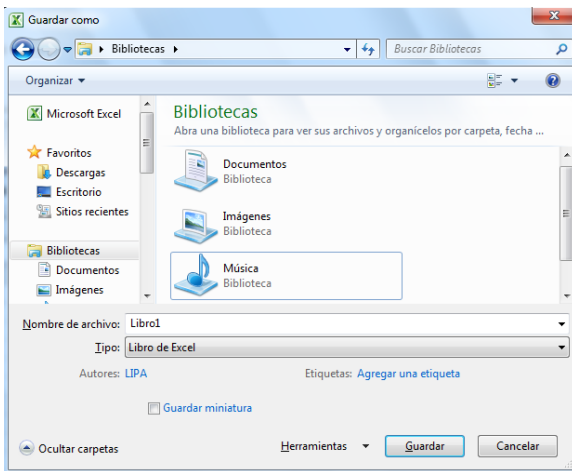 Guardar como
Bibliotecas
Buscar Bibliotecas
Organizar
Microsoft Excel
Favoritos
Descargas
Escritorio
Sitios recientes
Bibliotecas
Documentos
Imágenes
Bibliotecas
Abra una biblioteca para ver sus archivos y organícelos por carpeta, fecha ...
Documentos
Biblioteca
Imágenes
Biblioteca
Música
Biblioteca
Nombre de archivo: Libro1
Tipo: Libro de Excel
Autores: LIPA Etiquetas: Agregar una etiqueta
Guardar miniatura
Ocultar carpetas Herramientas Guardar Cancelar